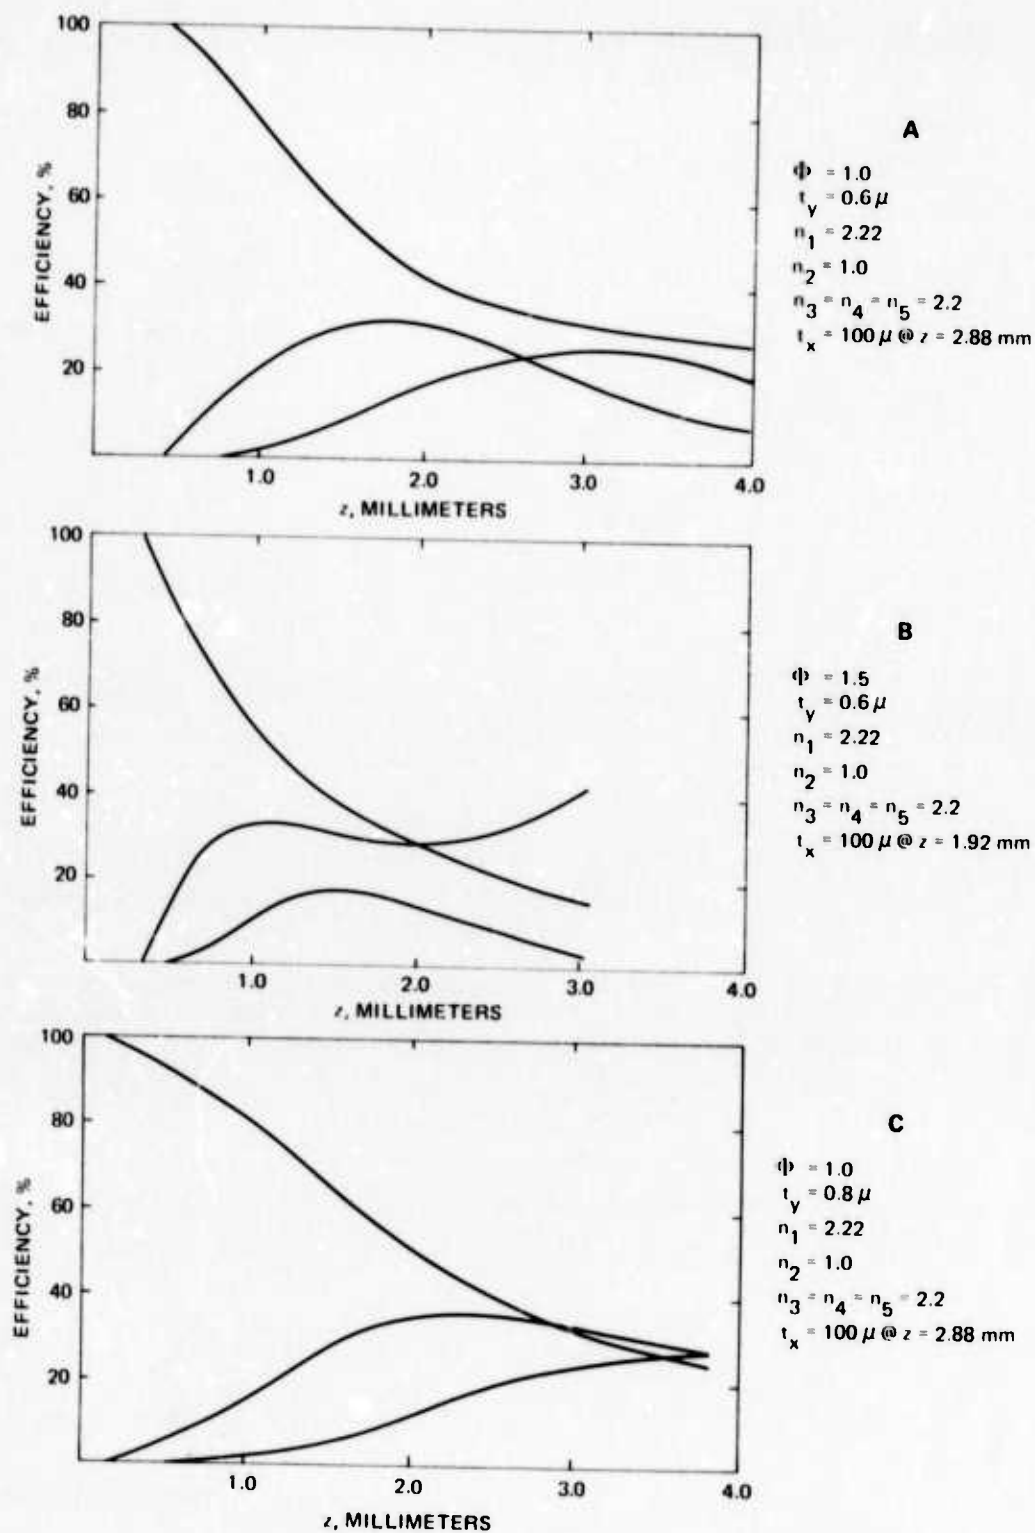 100
80
60
40
20
EFFICIENCY, %
1.0 2.0 3.0 4.0
z, MILLIMETERS
A
Φ = 1.0
t_y = 0.6 μ
n_1 = 2.22
n_2 = 1.0
n_3 = n_4 = n_5 = 2.2
t_x = 100 μ @ z = 2.88 mm
100
80
60
40
20
EFFICIENCY, %
1.0 2.0 3.0 4.0
z, MILLIMETERS
B
Φ = 1.5
t_y = 0.6 μ
n_1 = 2.22
n_2 = 1.0
n_3 = n_4 = n_5 = 2.2
t_x = 100 μ @ z = 1.92 mm
100
80
60
40
20
EFFICIENCY, %
1.0 2.0 3.0 4.0
z, MILLIMETERS
C
Φ = 1.0
t_y = 0.8 μ
n_1 = 2.22
n_2 = 1.0
n_3 = n_4 = n_5 = 2.2
t_x = 100 μ @ z = 2.88 mm